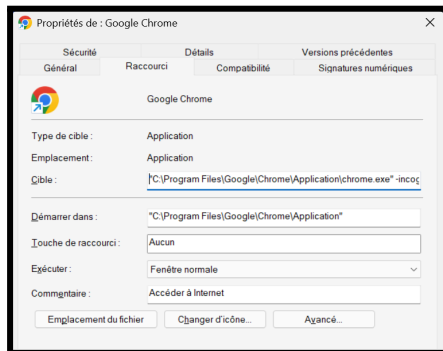 Propriétés de : Google Chrome
Sécurité Détails Versions précédentes
Général Raccourci Compatibilité Signatures numériques
Google Chrome
Type de cible : Application
Emplacement : Application
Cible : "C:\Program Files\Google\Chrome\Application\chrome.exe" -incog
Démarrer dans : "C:\Program Files\Google\Chrome\Application"
Touche de raccourci : Aucun
Exécuter : Fenêtre normale
Commentaire : Accéder à Internet
Emplacement du fichier Changer d'icône... Avancé...